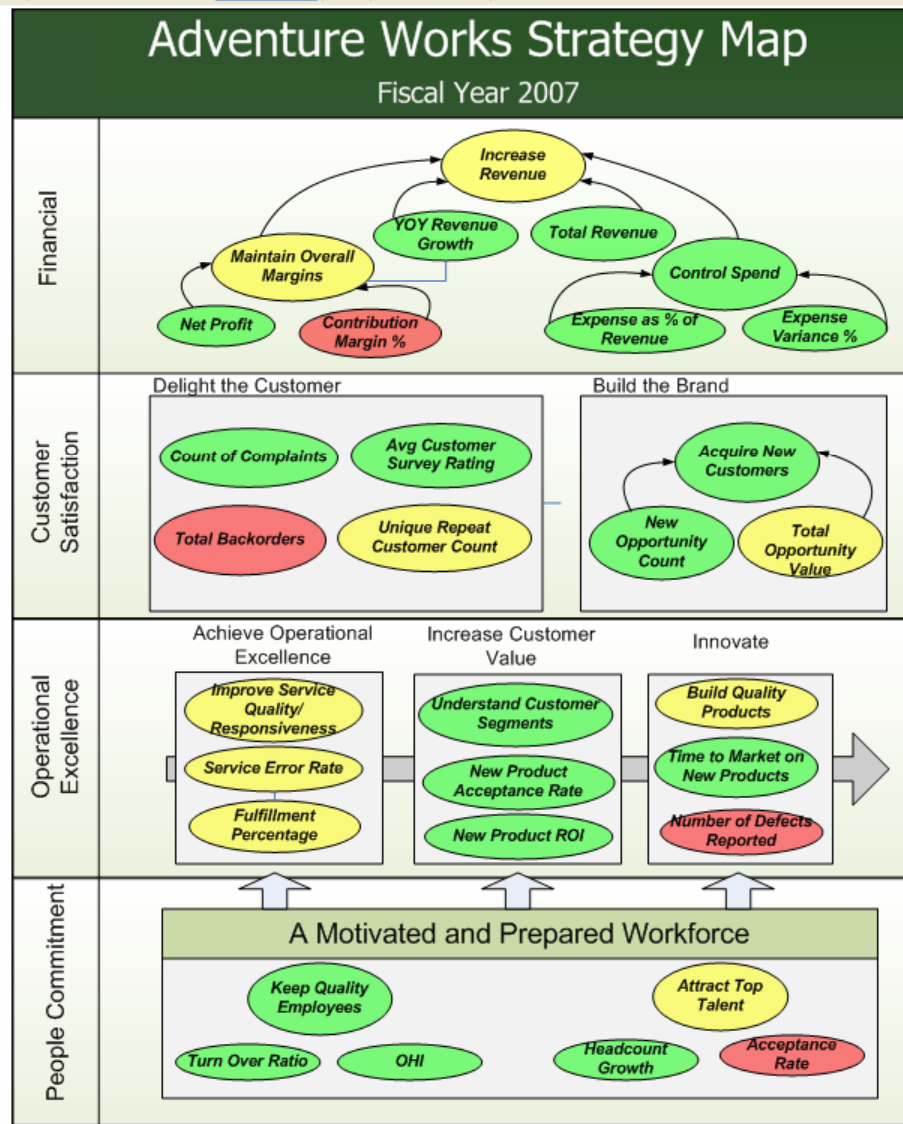 Adventure Works Strategy Map
Fiscal Year 2007
Financial
Increase
Revenue
YOY Revenue
Growth
Total Revenue
Maintain Overall
Margins
Control Spend
Net Profit
Contribution
Margin %
Expense as % of
Revenue
Expense
Variance %
Customer
Satisfaction
Delight the Customer
Count of Complaints
Avg Customer
Survey Rating
Total Backorders
Unique Repeat
Customer Count
Build the Brand
Acquire New
Customers
New
Opportunity
Count
Total
Opportunity
Value
Operational
Excellence
Achieve Operational
Excellence
Improve Service
Quality/
Responsiveness
Service Error Rate
Fulfillment
Percentage
Increase Customer
Value
Understand Customer
Segments
New Product
Acceptance Rate
New Product ROI
Innovate
Build Quality
Products
Time to Market on
New Products
Number of Defects
Reported
People Commitment
A Motivated and Prepared Workforce
Keep Quality
Employees
Turn Over Ratio
OHI
Attract Top
Talent
Headcount
Growth
Acceptance
Rate